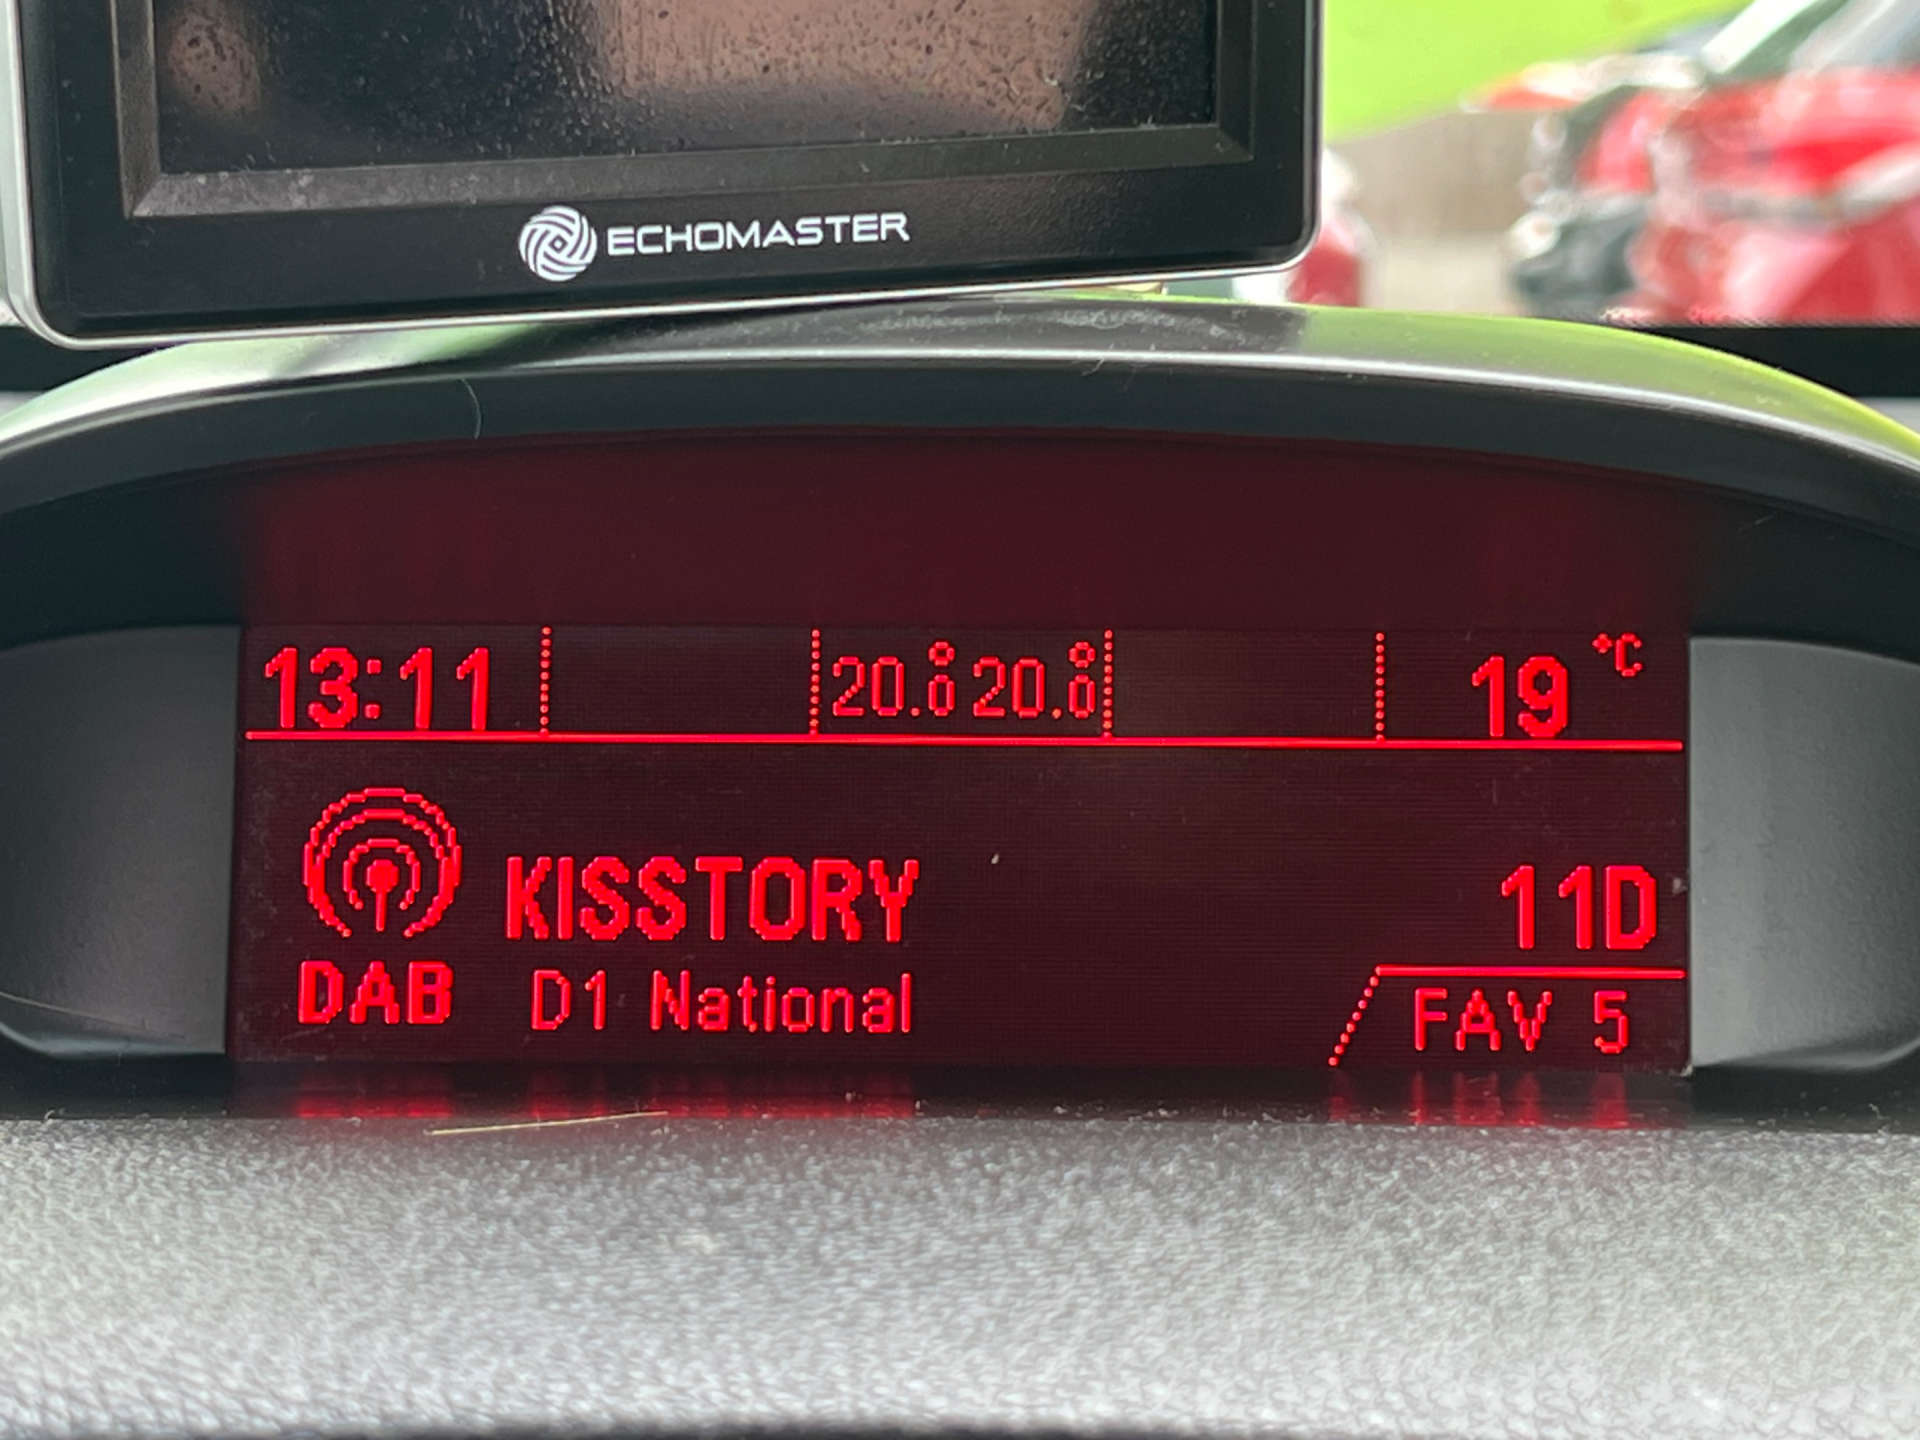 ECHOMASTER
13:11 20.0° 20.0° 19 °C
KISSTORY 11D
DAB D1 National FAV 5